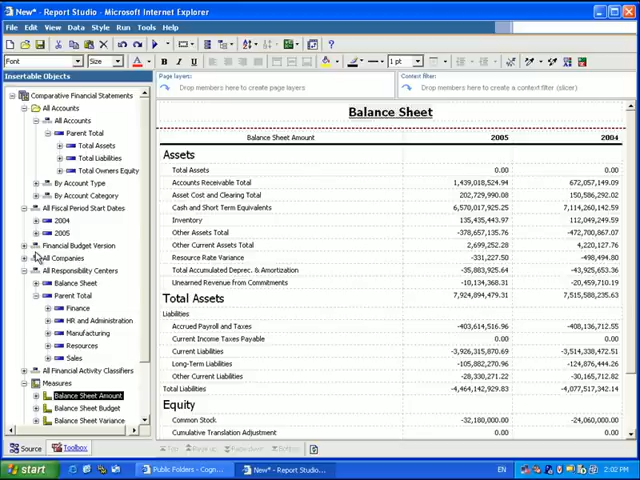 New* - Report Studio - Microsoft Internet Explorer
File Edit View Data Style Run Tools Help
Font Size 1 pt
Insertable Objects
Page layers: Context filter:
Drop members here to create page layers Drop members here to create a context filter (slicer)
Comparative Financial Statements
All Accounts
All Accounts
Parent Total
Total Assets
Total Liabilities
Total Owners Equity
By Account Type
By Account Category
All Fiscal Period Start Dates
2004
2005
Financial Budget Version
All Companies
All Responsibility Centers
Balance Sheet
Parent Total
Finance
HR and Administration
Manufacturing
Resources
Sales
All Financial Activity Classifiers
Measures
Balance Sheet Amount
Balance Sheet Budget
Balance Sheet Variance
Source Toolbox
Balance Sheet
Balance Sheet Amount 2005 2004
Assets
Total Assets 0.00 0.00
Accounts Receivable Total 1,439,018,524.94 672,057,149.09
Asset Cost and Clearing Total 202,729,990.08 150,586,292.02
Cash and Short Term Equivalents 6,570,017,925.25 7,114,260,142.59
Inventory 135,435,443.97 112,049,249.59
Other Assets Total -378,657,135.76 -472,700,867.07
Other Current Assets Total 2,699,352.28 4,220,127.76
Resource Rate Variance -331,227.50 -498,494.80
Total Accumulated Deprec. & Amortization -35,883,925.64 -43,925,653.36
Unearned Revenue from Commitments -10,134,368.31 -20,459,710.19
Total Assets 7,924,894,479.31 7,515,588,235.63
Liabilities
Accrued Payroll and Taxes -403,614,516.96 -408,136,712.55
Current Income Taxes Payable 0.00 0.00
Current Liabilities -3,926,315,870.69 -3,514,338,472.51
Long-Term Liabilities -105,882,270.96 -124,876,444.26
Other Current Liabilities -28,330,271.22 -30,165,712.82
Total Liabilities -4,464,142,929.83 -4,077,517,342.14
Equity
Common Stock -32,180,000.00 -24,060,000.00
Cumulative Translation Adjustment 0.00 0.00
Top Page up Page down Bottom
start Public Folders - Cogn... New* - Report Studio... EN 2:02 PM